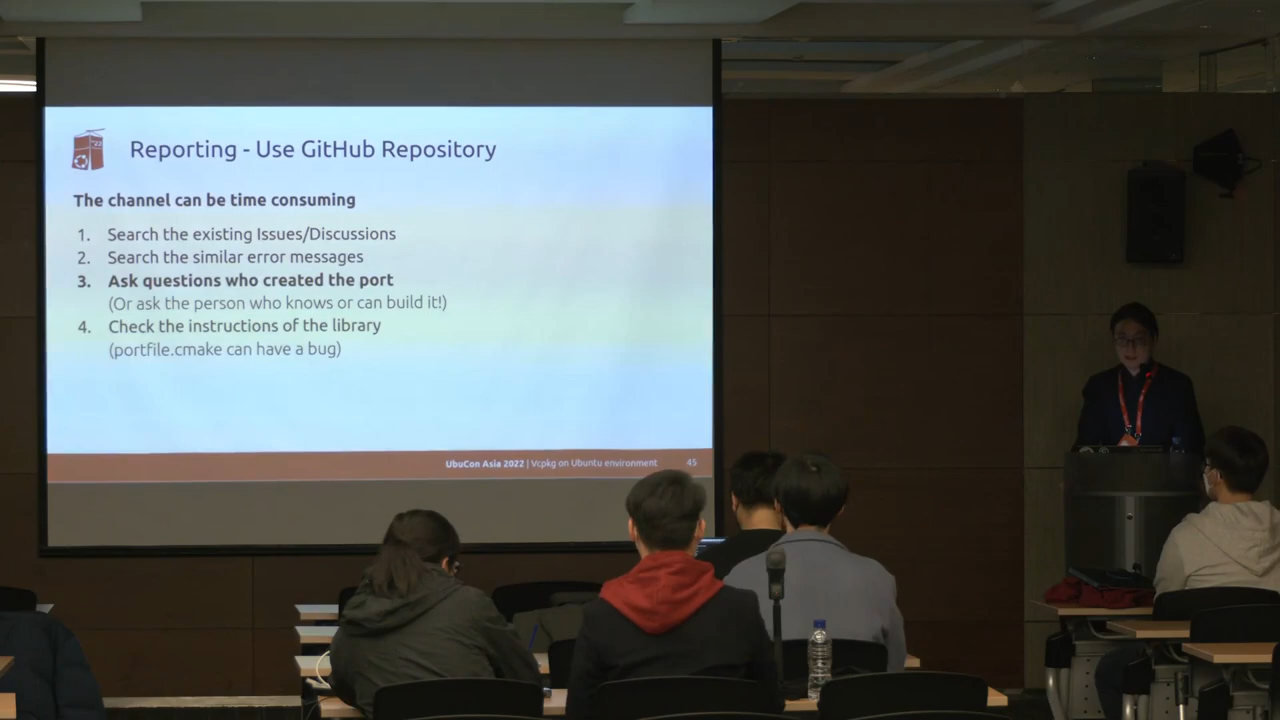 '22
Reporting - Use GitHub Repository
The channel can be time consuming
1. Search the existing Issues/Discussions
2. Search the similar error messages
3. Ask questions who created the port
(Or ask the person who knows or can build it!)
4. Check the instructions of the library
(portfile.cmake can have a bug)
UbuCon Asia 2022 | Vcpkg on Ubuntu environment 45